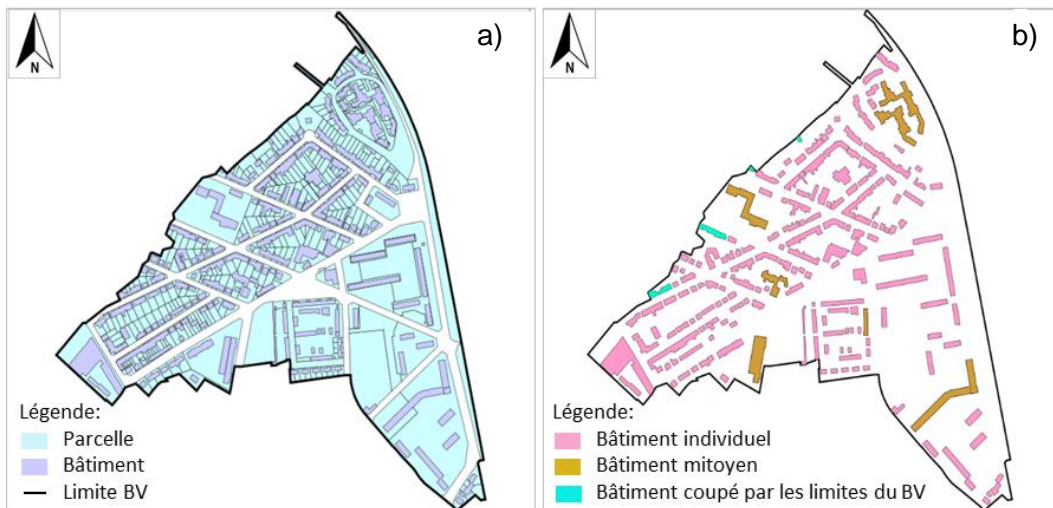 a)
N
Légende:
Parcelle
Bâtiment
Limite BV
b)
N
Légende:
Bâtiment individuel
Bâtiment mitoyen
Bâtiment coupé par les limites du BV